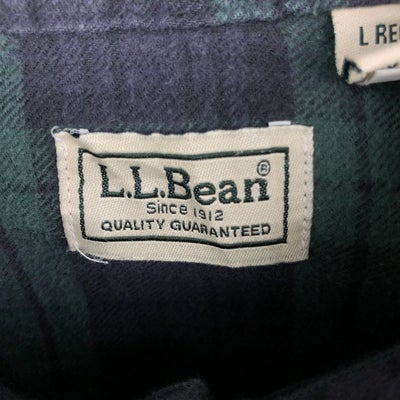 L REG
L.L.Bean®
Since 1912
QUALITY GUARANTEED